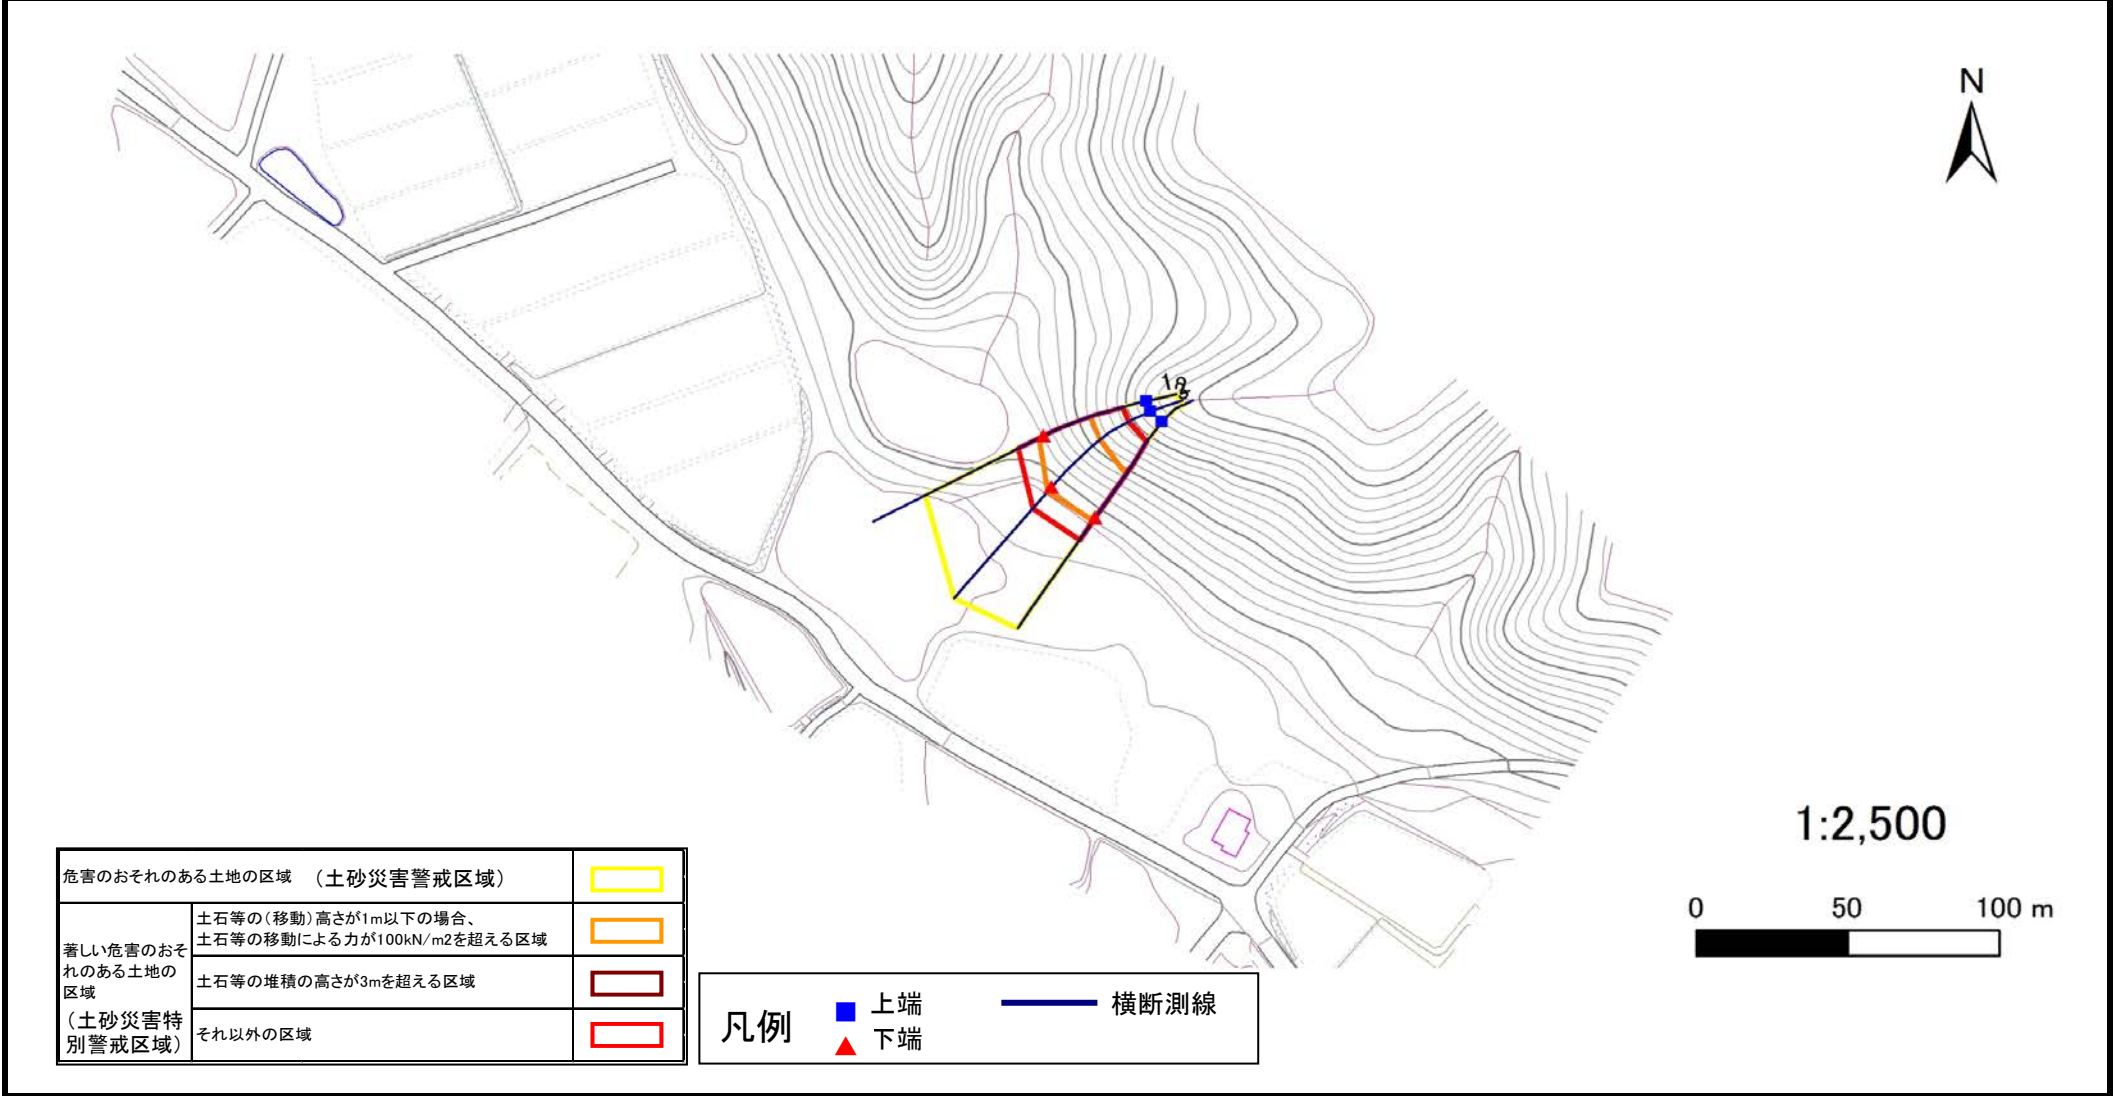 N
1:2,500
0 50 100 m
危害のおそれのある土地の区域 （土砂災害警戒区域）
著しい危害のおそ
れのある土地の
区域
（土砂災害特
別警戒区域）
土石等の（移動）高さが1m以下の場合、
土石等の移動による力が100kN/m2を超える区域
土石等の堆積の高さが3mを超える区域
それ以外の区域
凡例
上端
下端
横断測線